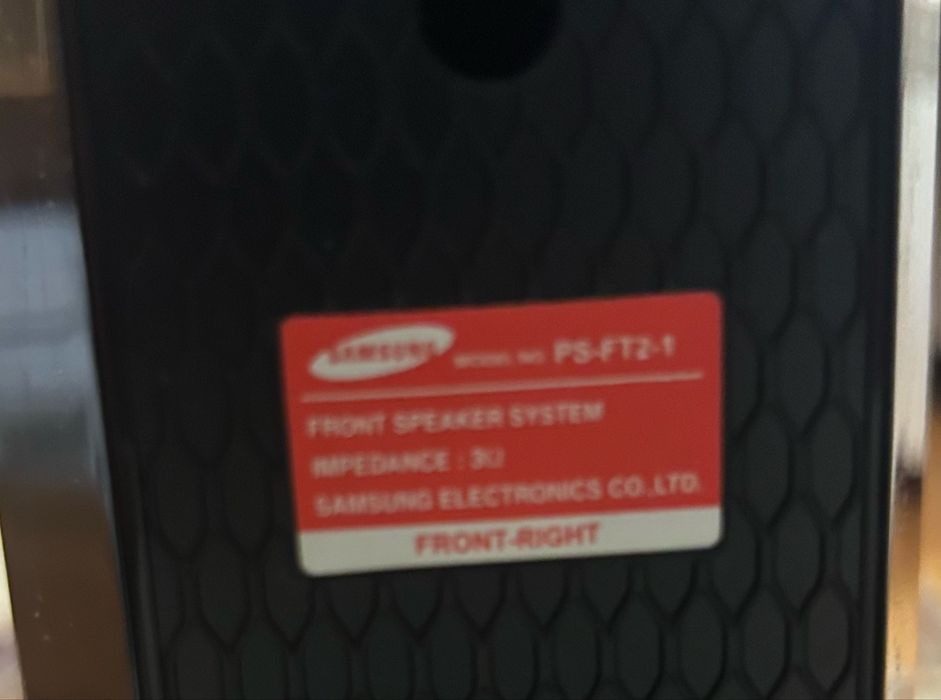 SAMSUNG MODEL NO. PS-FT2-1
FRONT SPEAKER SYSTEM
IMPEDANCE : 3Ω
SAMSUNG ELECTRONICS CO.,LTD.
FRONT-RIGHT